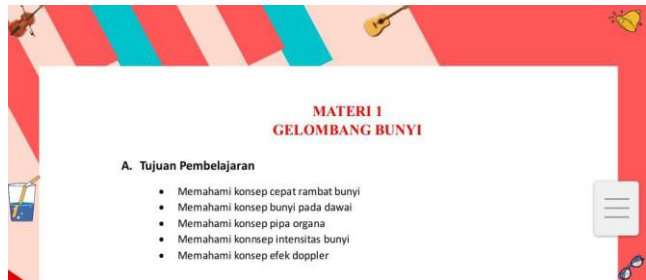 MATERI 1
GELOMBANG BUNYI
A. Tujuan Pembelajaran
• Memahami konsep cepat rambat bunyi
• Memahami konsep bunyi pada dawai
• Memahami konsep pipa organa
• Memahami konnsep intensitas bunyi
• Memahami konsep efek doppler